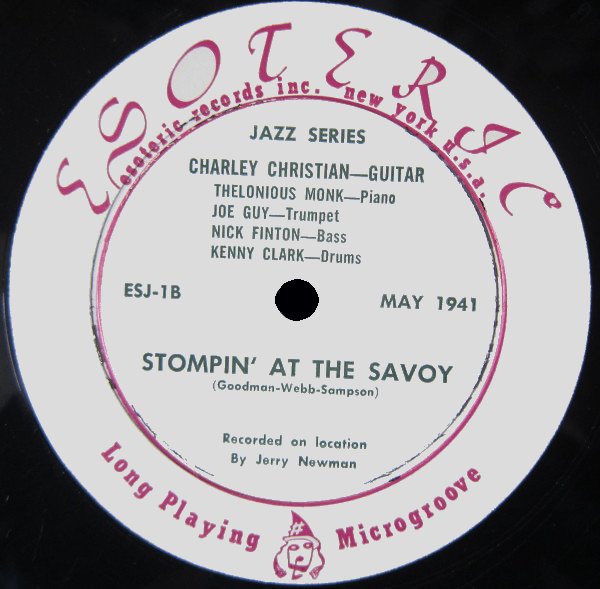 ESOTERIC
esoteric records inc. new york u.s.a.
JAZZ SERIES
CHARLEY CHRISTIAN—GUITAR
THELONIOUS MONK—Piano
JOE GUY—Trumpet
NICK FINTON—Bass
KENNY CLARK—Drums
ESJ-1B
MAY 1941
STOMPIN' AT THE SAVOY
(Goodman-Webb-Sampson)
Recorded on location
By Jerry Newman
Long Playing Microgroove